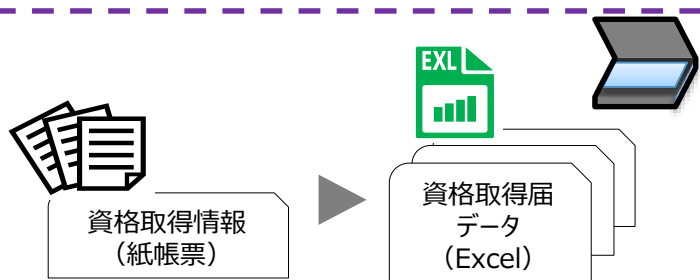 EXL
資格取得情報
（紙帳票）
資格取得届
データ
（Excel）